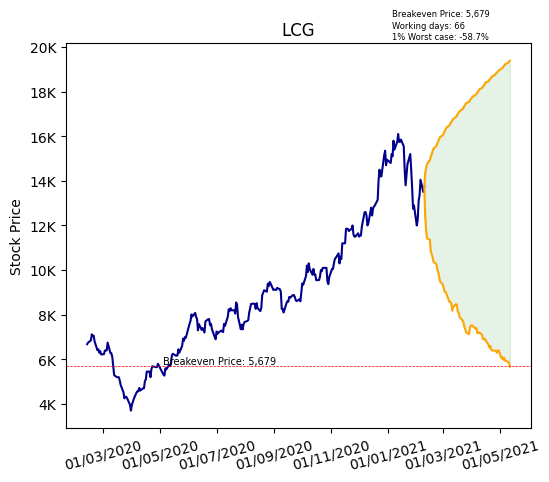 Breakeven Price: 5,679
Working days: 66
1% Worst case: -58.7%
LCG
Stock Price
20K
18K
16K
14K
12K
10K
8K
6K
4K
Breakeven Price: 5,679
01/03/2020
01/05/2020
01/07/2020
01/09/2020
01/11/2020
01/01/2021
01/03/2021
01/05/2021